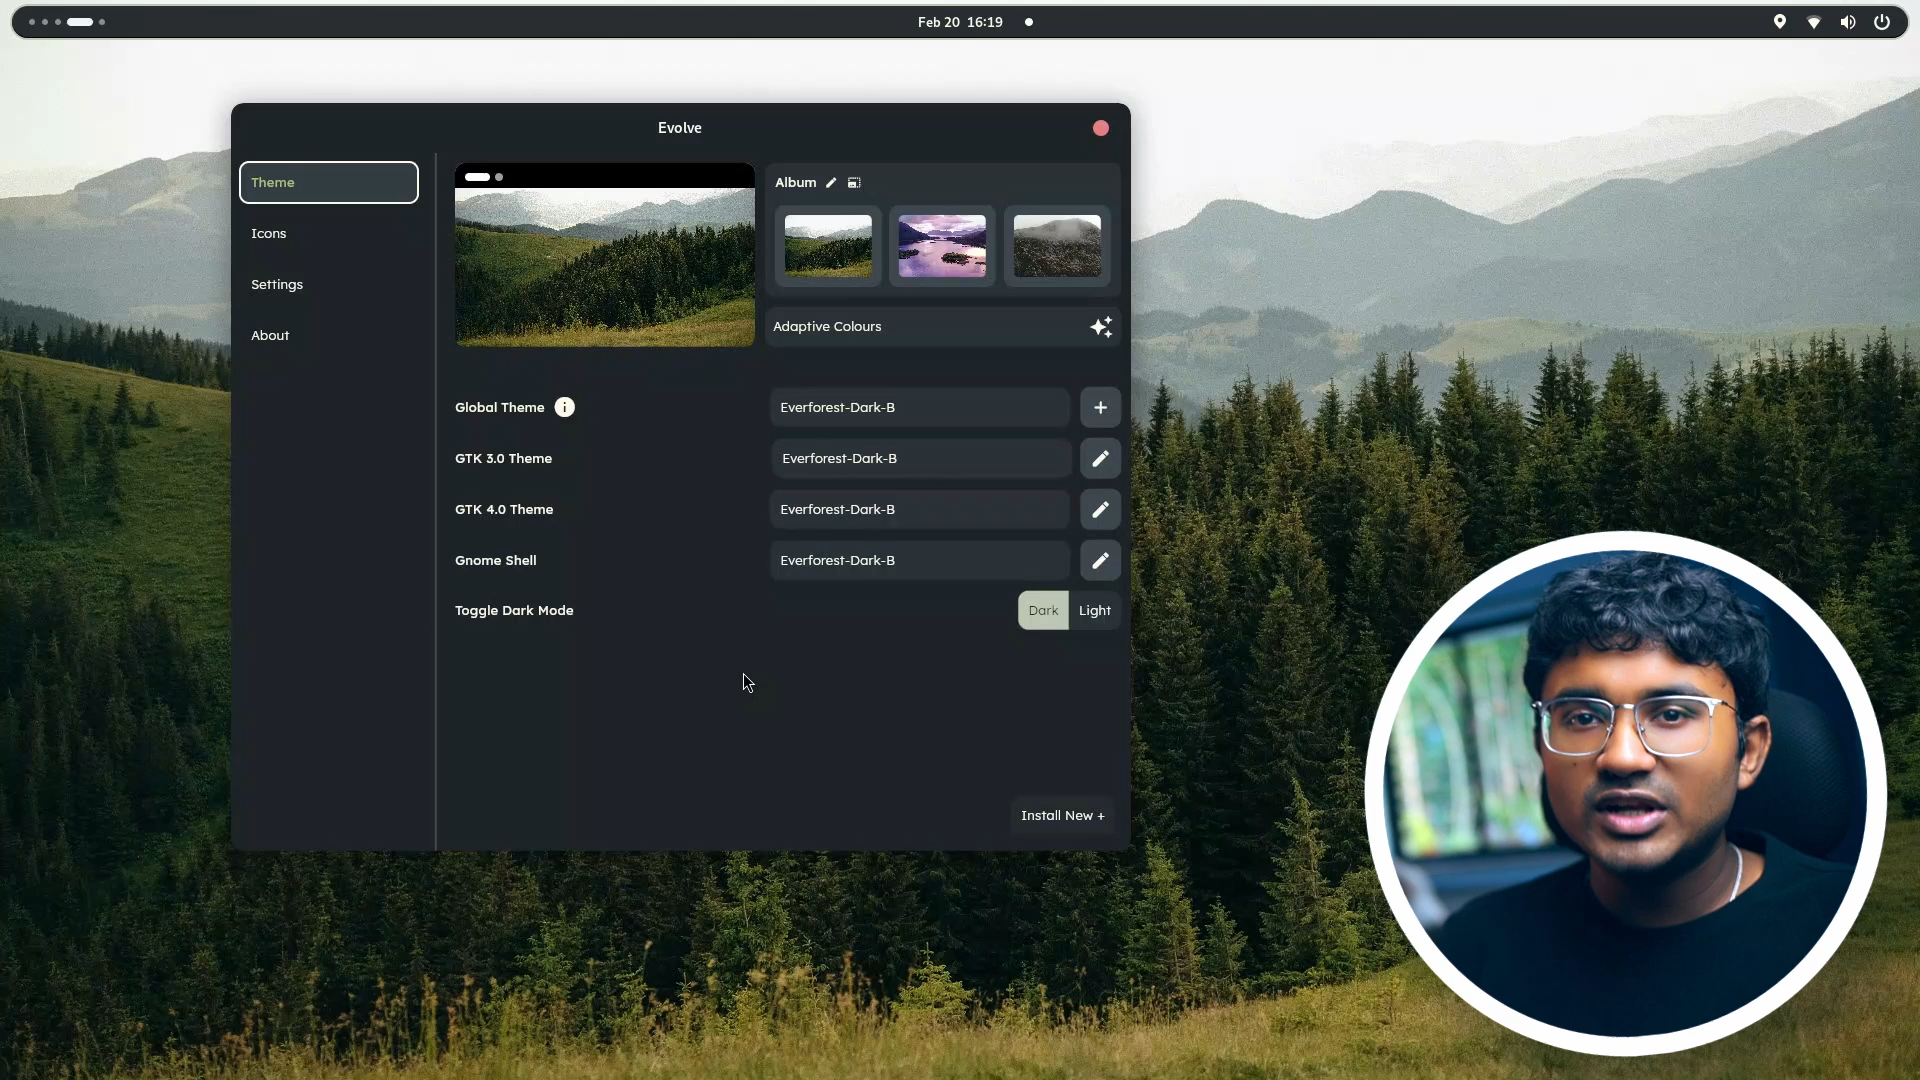 Feb 20 16:19
Evolve
Theme
Icons
Settings
About
Album
Adaptive Colours
Global Theme i Everforest-Dark-B +
GTK 3.0 Theme Everforest-Dark-B
GTK 4.0 Theme Everforest-Dark-B
Gnome Shell Everforest-Dark-B
Toggle Dark Mode Dark Light
Install New +